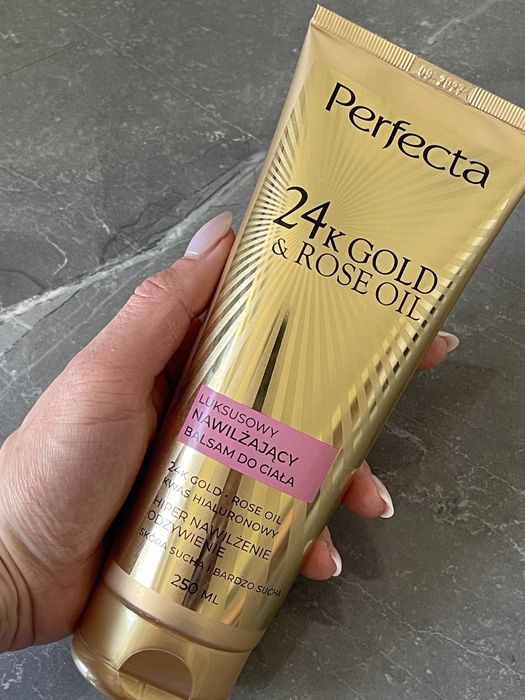 Perfecta
24K GOLD
& ROSE OIL
LUKSUSOWY
NAWILŻAJĄCY
BALSAM DO CIAŁA
24K GOLD • ROSE OIL
KWAS HIALURONOWY
HIPER NAWILŻENIE
ODŻYWIENIE
SKÓRA SUCHA I BARDZO SUCHA
250 ML